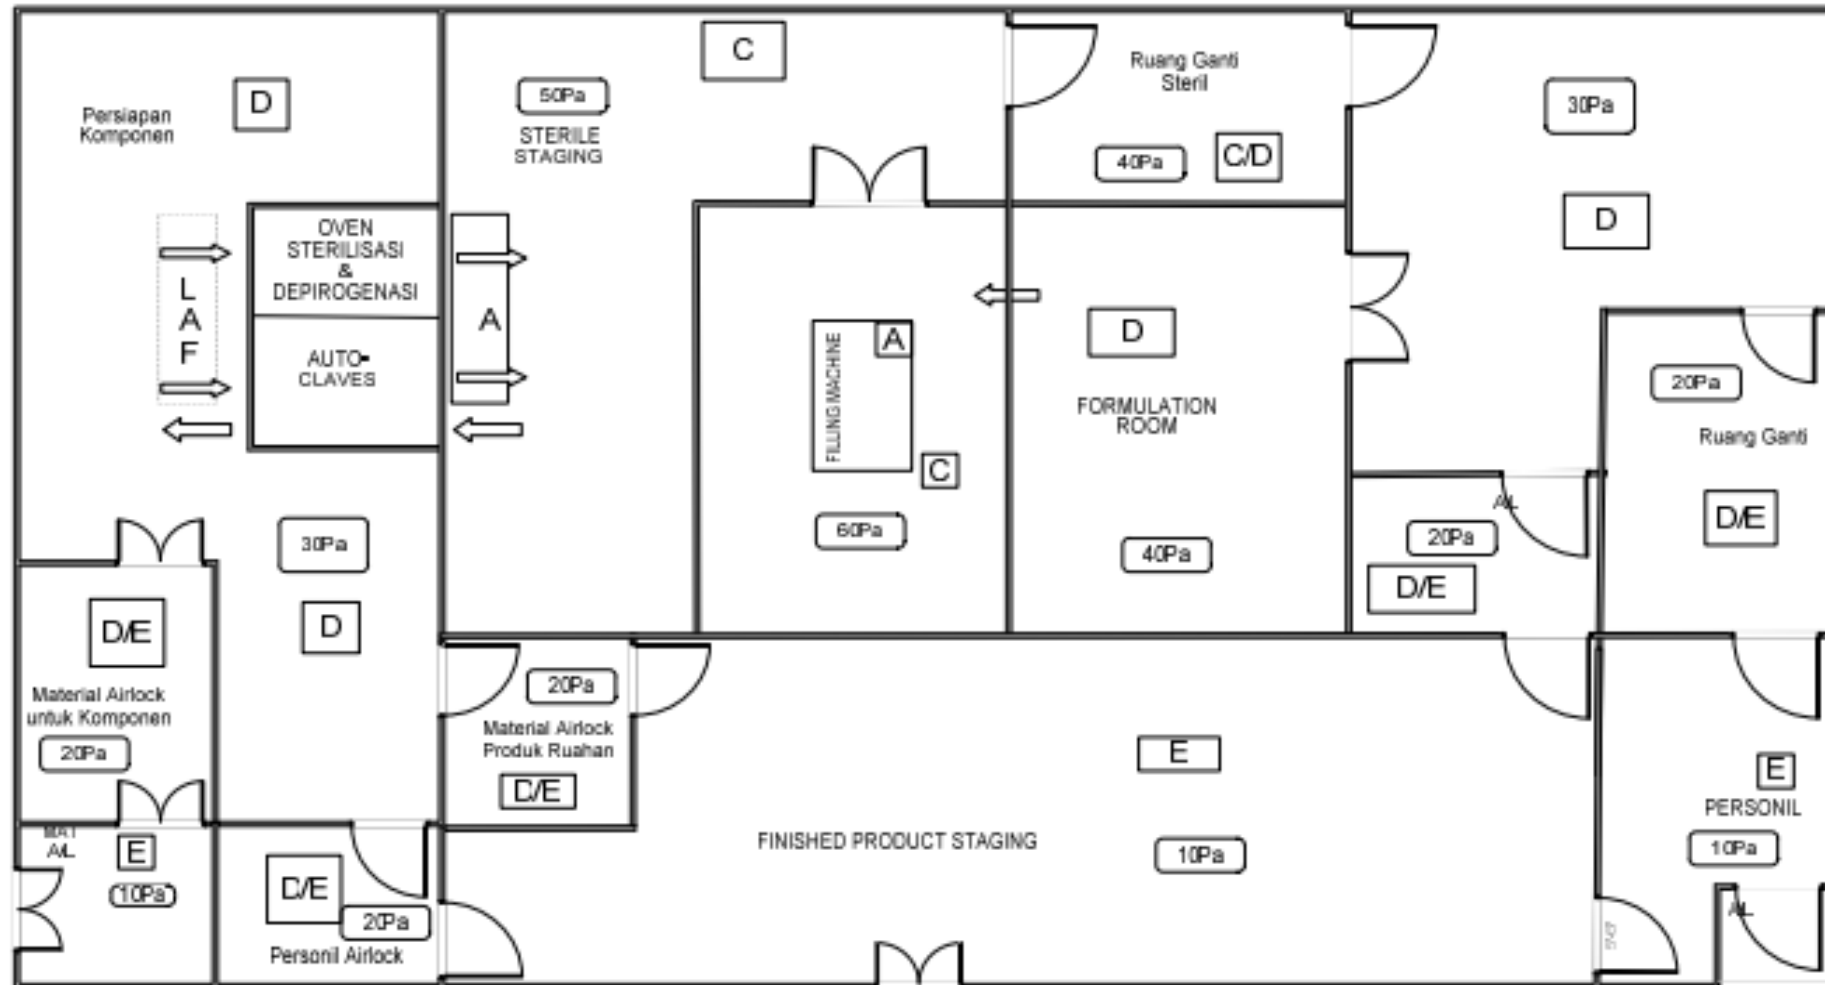 Persiapan
Komponen
D
OVEN
STERILISASI
&
DEPIROGENASI
AUTO-
CLAVES
L
A
F
A
50Pa
STERILE
STAGING
C
Ruang Ganti
Steril
40Pa
C/D
30Pa
D
FILLING MACHINE
A
C
60Pa
D
FORMULATION
ROOM
40Pa
20Pa
Ruang Ganti
D/E
A/L
20Pa
D/E
30Pa
D
D/E
Material Airlock
untuk Komponen
20Pa
20Pa
Material Airlock
Produk Ruahan
D/E
E
FINISHED PRODUCT STAGING
10Pa
E
PERSONIL
10Pa
A/L
MAT
A/L
E
10Pa
D/E
20Pa
Personil Airlock